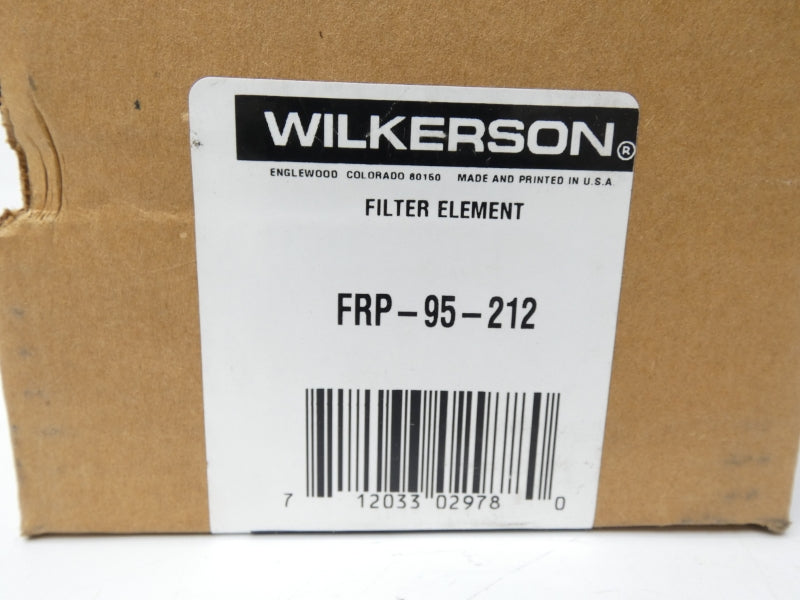 WILKERSON®
ENGLEWOOD COLORADO 80150 MADE AND PRINTED IN U.S.A.
FILTER ELEMENT
FRP-95-212
7 12033 02978 0